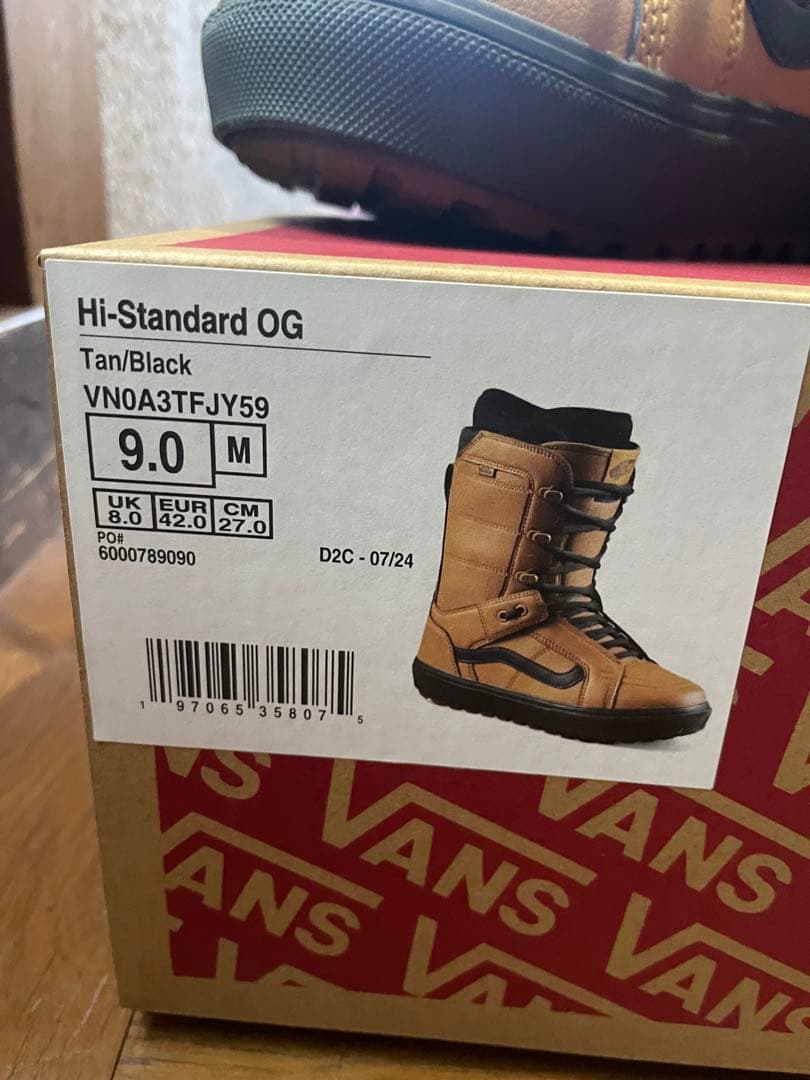 Hi-Standard OG
Tan/Black
VN0A3TFJY59
9.0 M
UK EUR CM
8.0 42.0 27.0
PO#
6000789090
D2C - 07/24
1 97065 35807 5
VANS
VANS
VANS
VANS